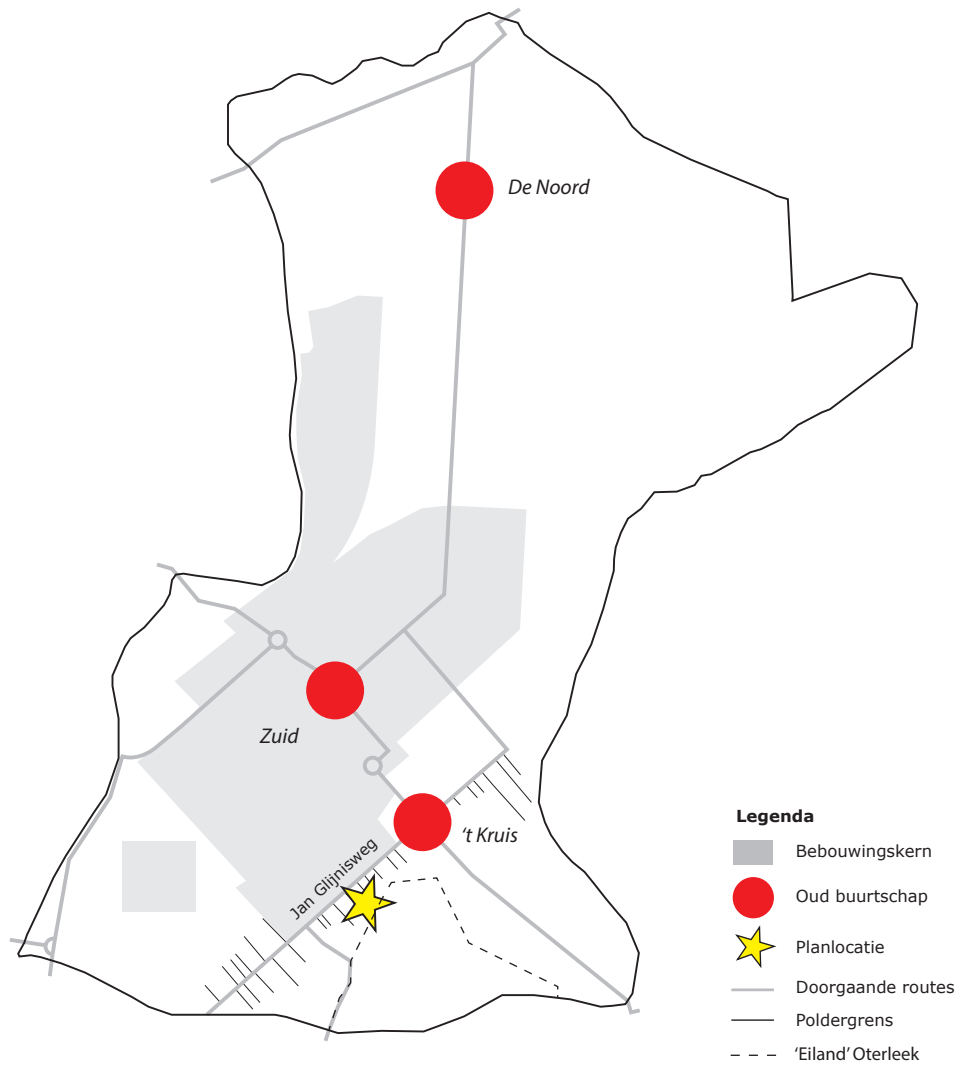 De Noord
Zuid
't Kruis
Jan Glijnisweg
Legenda
Bebouwingskern
Oud buurtschap
Planlocatie
Doorgaande routes
Poldergrens
'Eiland' Oterleek